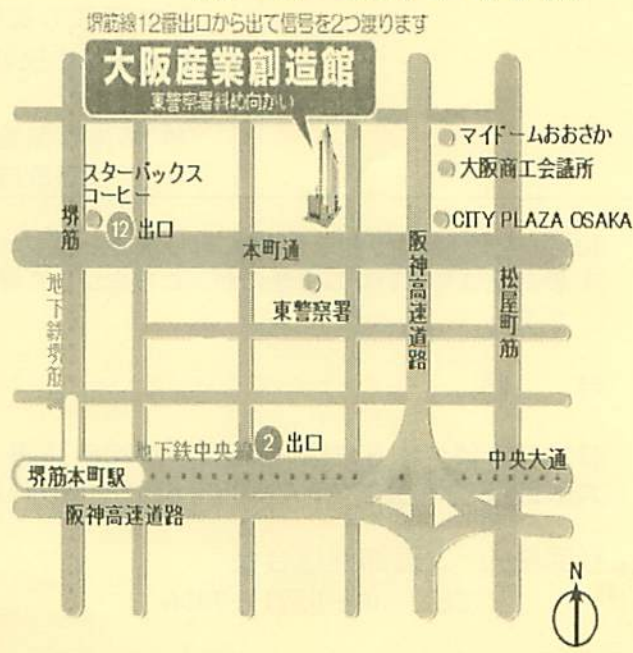 堺筋線12番出口から出て信号を2つ渡ります
大阪産業創造館
東警察署斜め向かい
マイドームおおさか
大阪商工会議所
スターバックス
コーヒー
CITY PLAZA OSAKA
堺筋
12 出口
本町通
阪神高速道路
松屋町筋
地下鉄堺筋線
東警察署
地下鉄中央線
2 出口
中央大通
堺筋本町駅
阪神高速道路
N